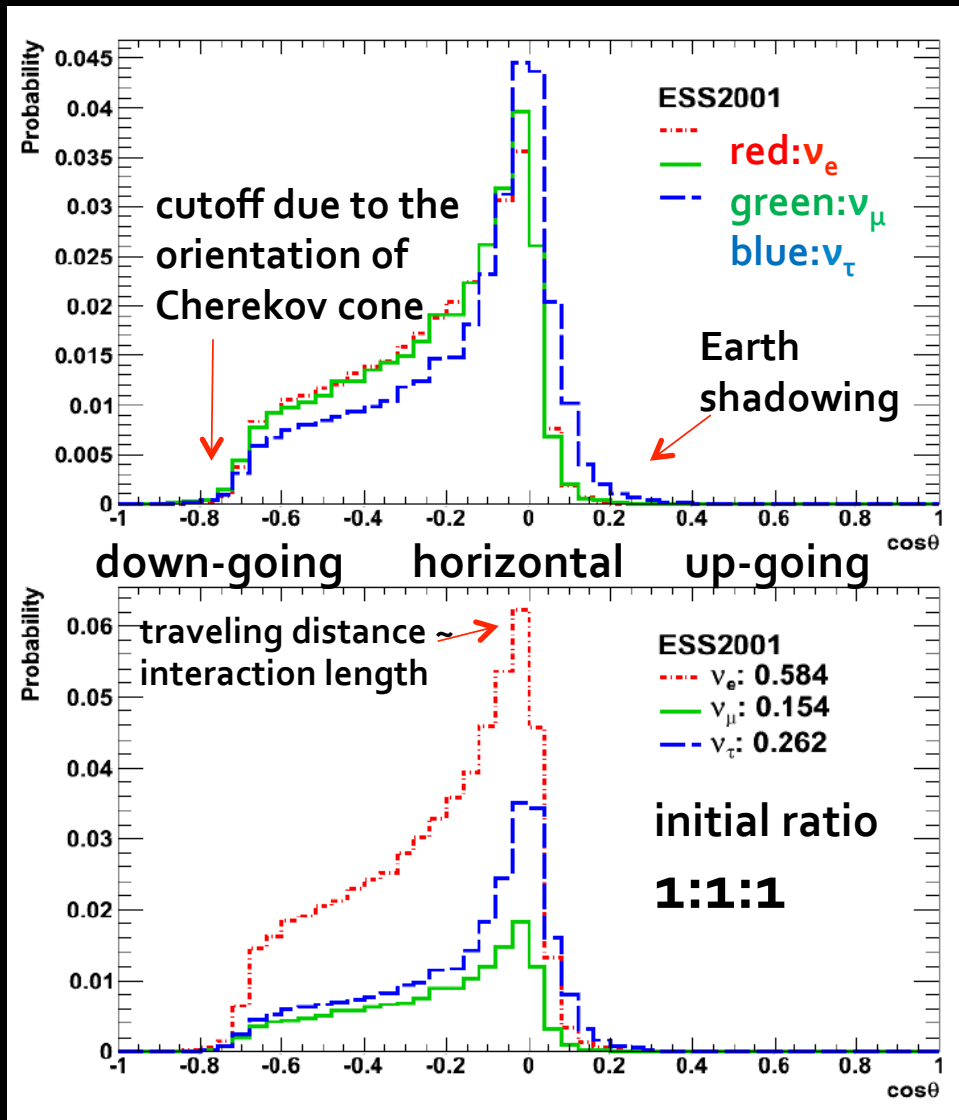 Probability
0.045
0.04
0.035
0.03
0.025
0.02
0.015
0.01
0.005
0
ESS2001
red:νe
green:νμ
blue:ντ
cutoff due to the
orientation of
Cherekov cone
Earth
shadowing
-1 -0.8 -0.6 -0.4 -0.2 0 0.2 0.4 0.6 0.8 1
cosθ
down-going horizontal up-going
Probability
0.06
0.05
0.04
0.03
0.02
0.01
0
traveling distance ~
interaction length
ESS2001
νe: 0.584
νμ: 0.154
ντ: 0.262
initial ratio
1:1:1
-1 -0.8 -0.6 -0.4 -0.2 0 0.2 0.4 0.6 0.8 1
cosθ